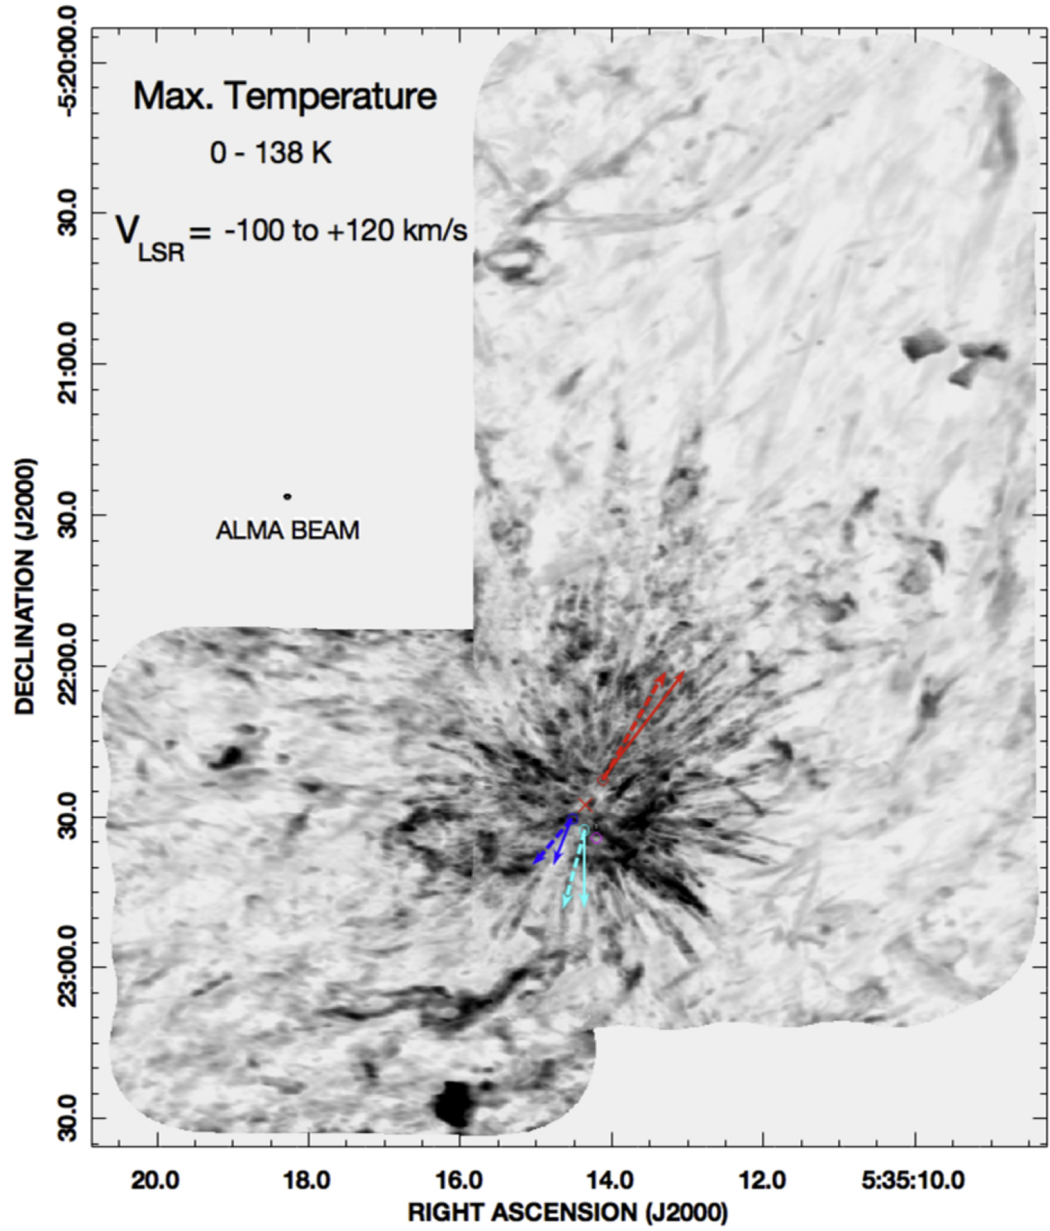 Max. Temperature
0 - 138 K
V LSR = -100 to +120 km/s
ALMA BEAM
DECLINATION (J2000)
-5:20:00.0
30.0
21:00.0
30.0
22:00.0
30.0
23:00.0
30.0
20.0 18.0 16.0 14.0 12.0 5:35:10.0
RIGHT ASCENSION (J2000)